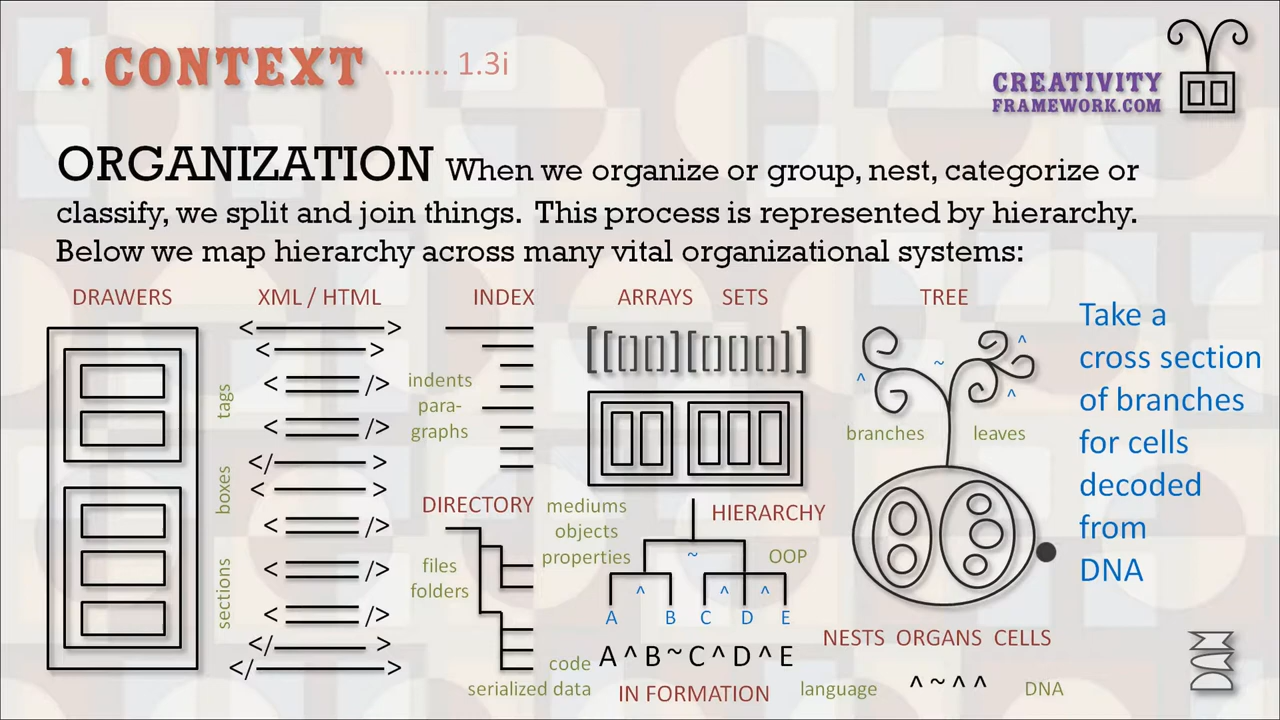 1. CONTEXT ........ 1.3i
CREATIVITY
FRAMEWORK.COM
ORGANIZATION When we organize or group, nest, categorize or
classify, we split and join things.  This process is represented by hierarchy.
Below we map hierarchy across many vital organizational systems:
DRAWERS
tags
boxes
sections
XML / HTML
< >
< >
< />
< />
</ >
< >
< />
< />
< />
</ >
</ >
INDEX
indents
para-
graphs
DIRECTORY
files
folders
code
serialized data
ARRAYS SETS
[[[][]][[][][]]]
mediums
objects
properties
HIERARCHY
OOP
~
^ ^ ^
A B C D E
A ^ B ~ C ^ D ^ E
IN FORMATION
TREE
^ ~ ^
^
branches leaves
NESTS ORGANS CELLS
language ^ ~ ^ ^ DNA
Take a
cross section
of branches
for cells
decoded
from
DNA